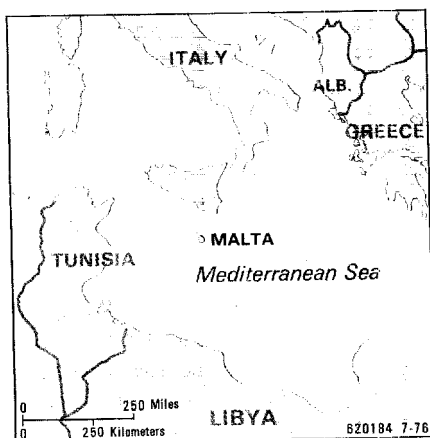 ITALY
ALB.
GREECE
MALTA
TUNISIA
Mediterranean Sea
0 250 Miles
0 250 Kilometers
LIBYA
620184 7-76